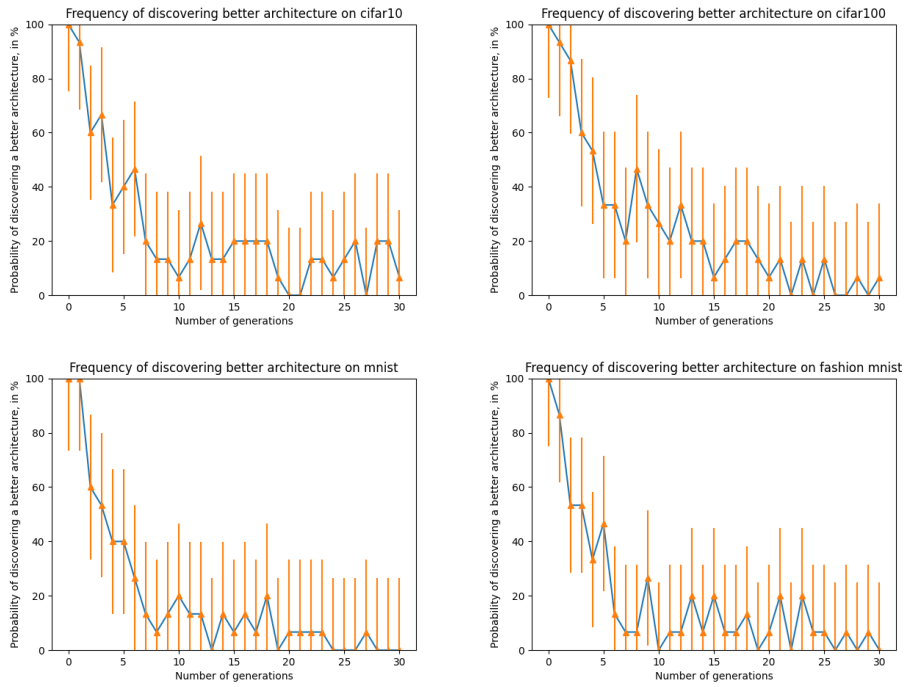 Frequency of discovering better architecture on cifar10
Probability of discovering a better architecture, in %
100
80
60
40
20
0
0 5 10 15 20 25 30
Number of generations
Frequency of discovering better architecture on cifar100
Probability of discovering a better architecture, in %
100
80
60
40
20
0
0 5 10 15 20 25 30
Number of generations
Frequency of discovering better architecture on mnist
Probability of discovering a better architecture, in %
100
80
60
40
20
0
0 5 10 15 20 25 30
Number of generations
Frequency of discovering better architecture on fashion mnist
Probability of discovering a better architecture, in %
100
80
60
40
20
0
0 5 10 15 20 25 30
Number of generations